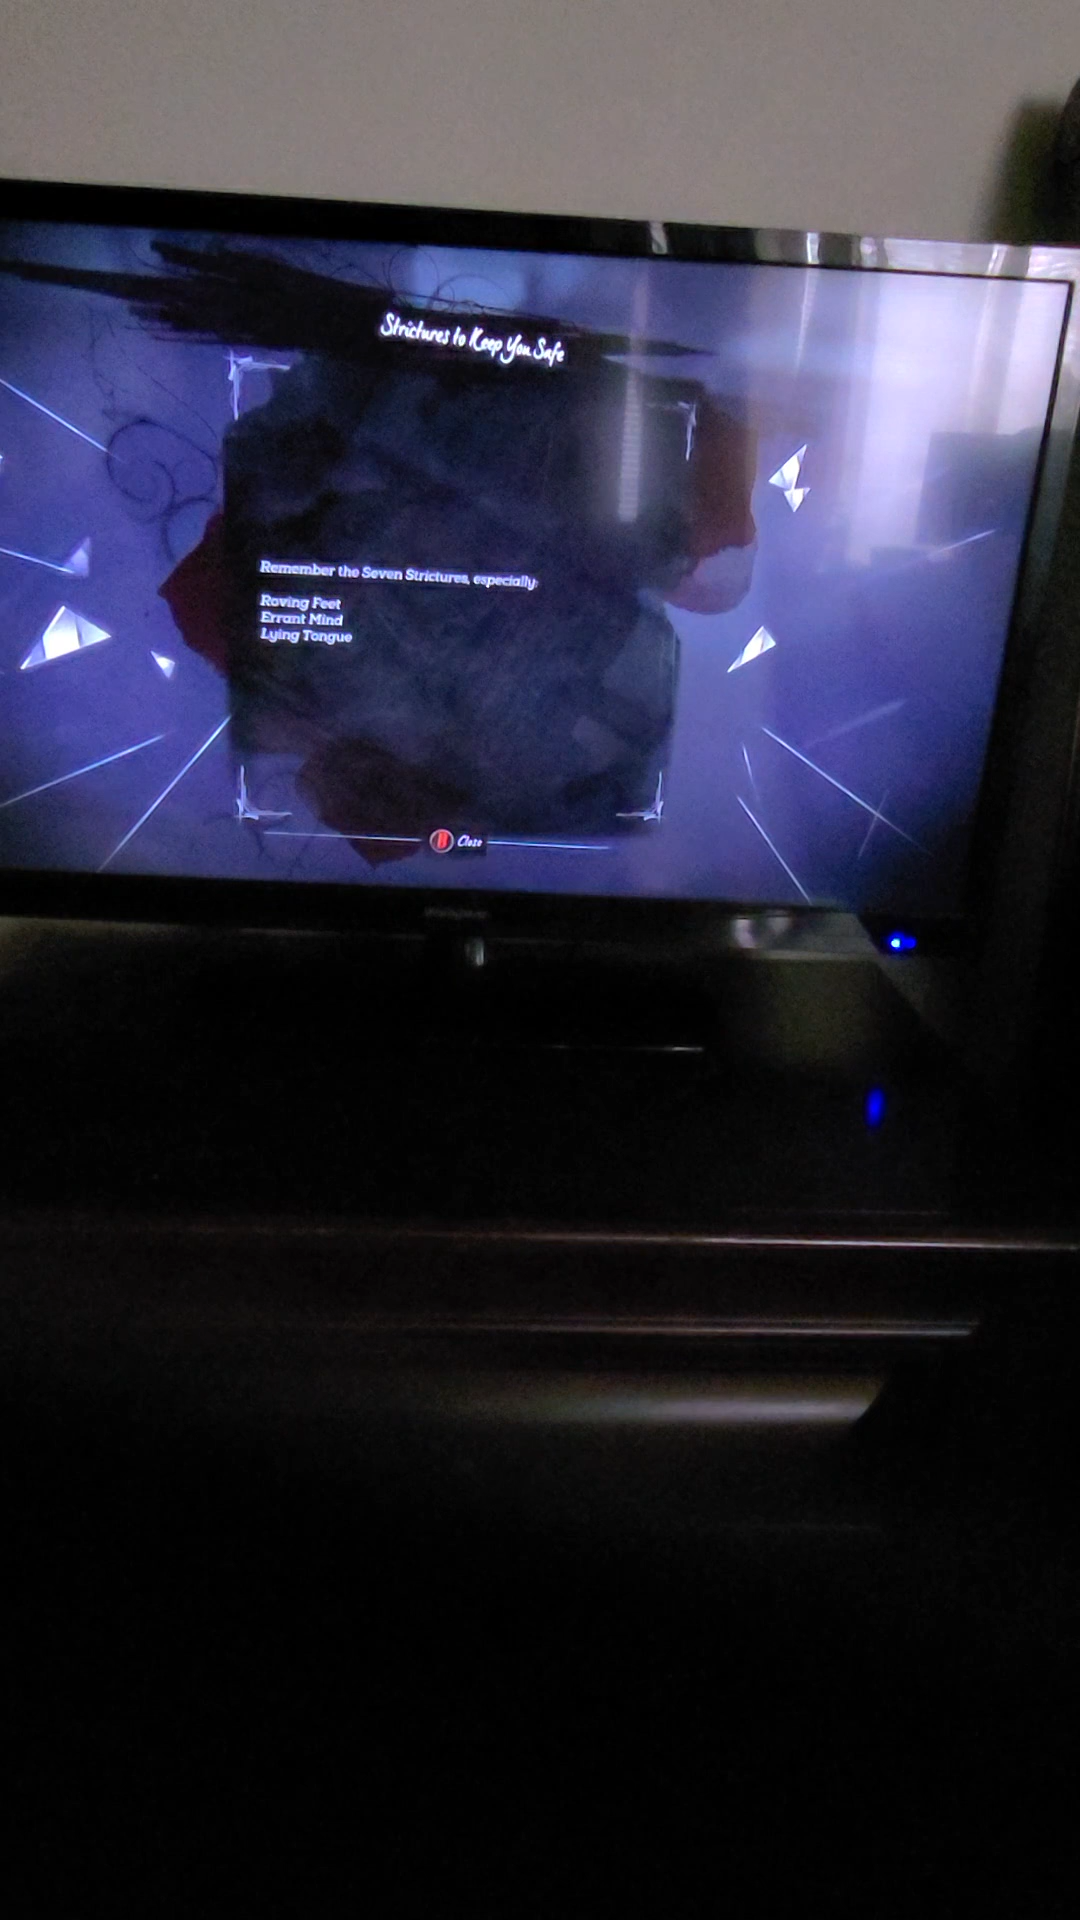 Strictures to Keep You Safe
Remember the Seven Strictures, especially:
Roving Feet
Errant Mind
Lying Tongue
B Close